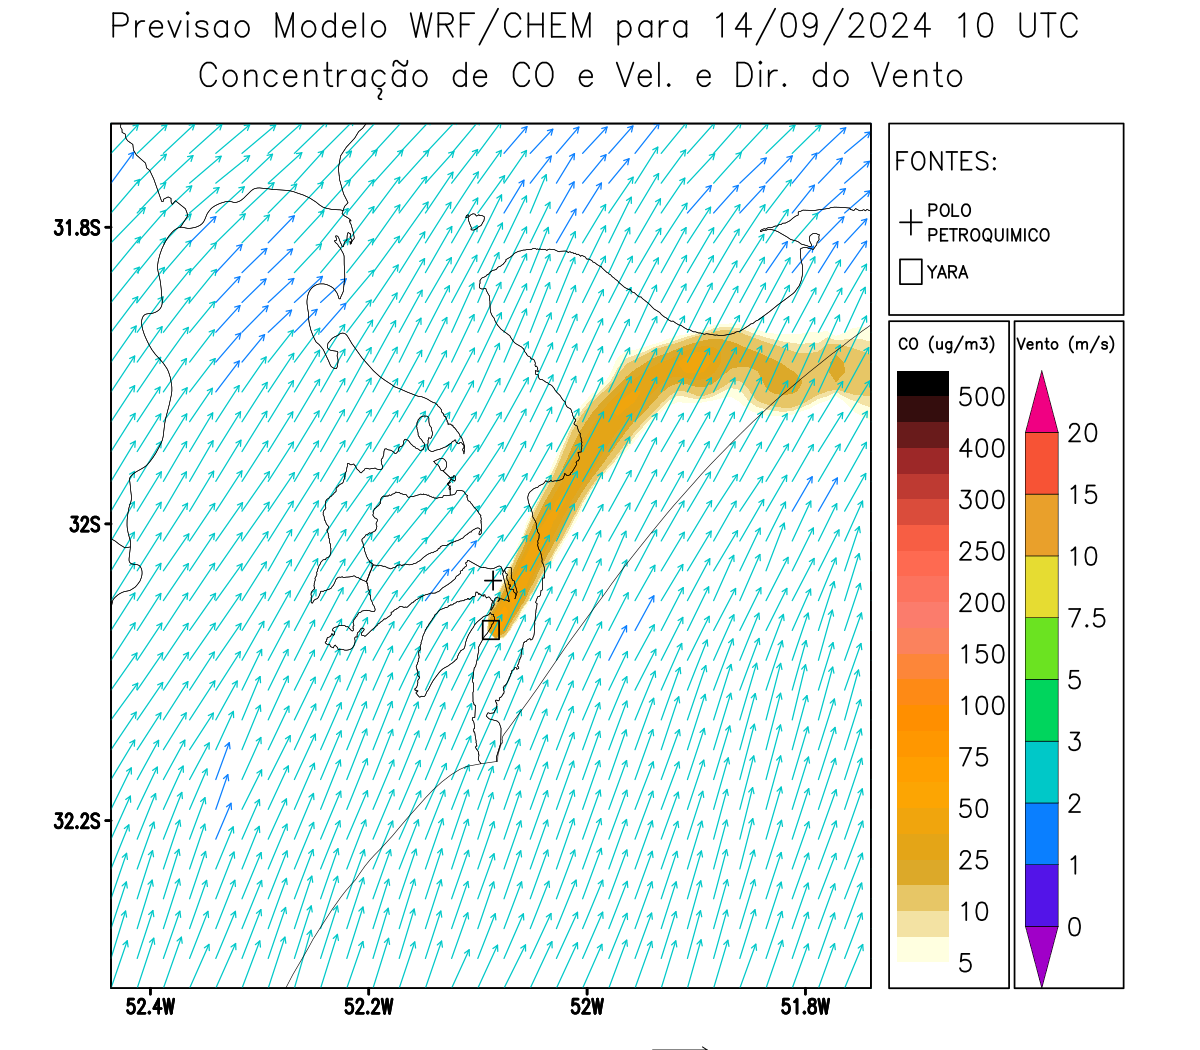 Previsao Modelo WRF/CHEM para 14/09/2024 10 UTC
Concentração de CO e Vel. e Dir. do Vento
FONTES:
POLO
PETROQUIMICO
YARA
31.8S
32S
32.2S
52.4W
52.2W
52W
51.8W
CO (ug/m3)
500
400
300
250
200
150
100
75
50
25
10
5
Vento (m/s)
20
15
10
7.5
5
3
2
1
0